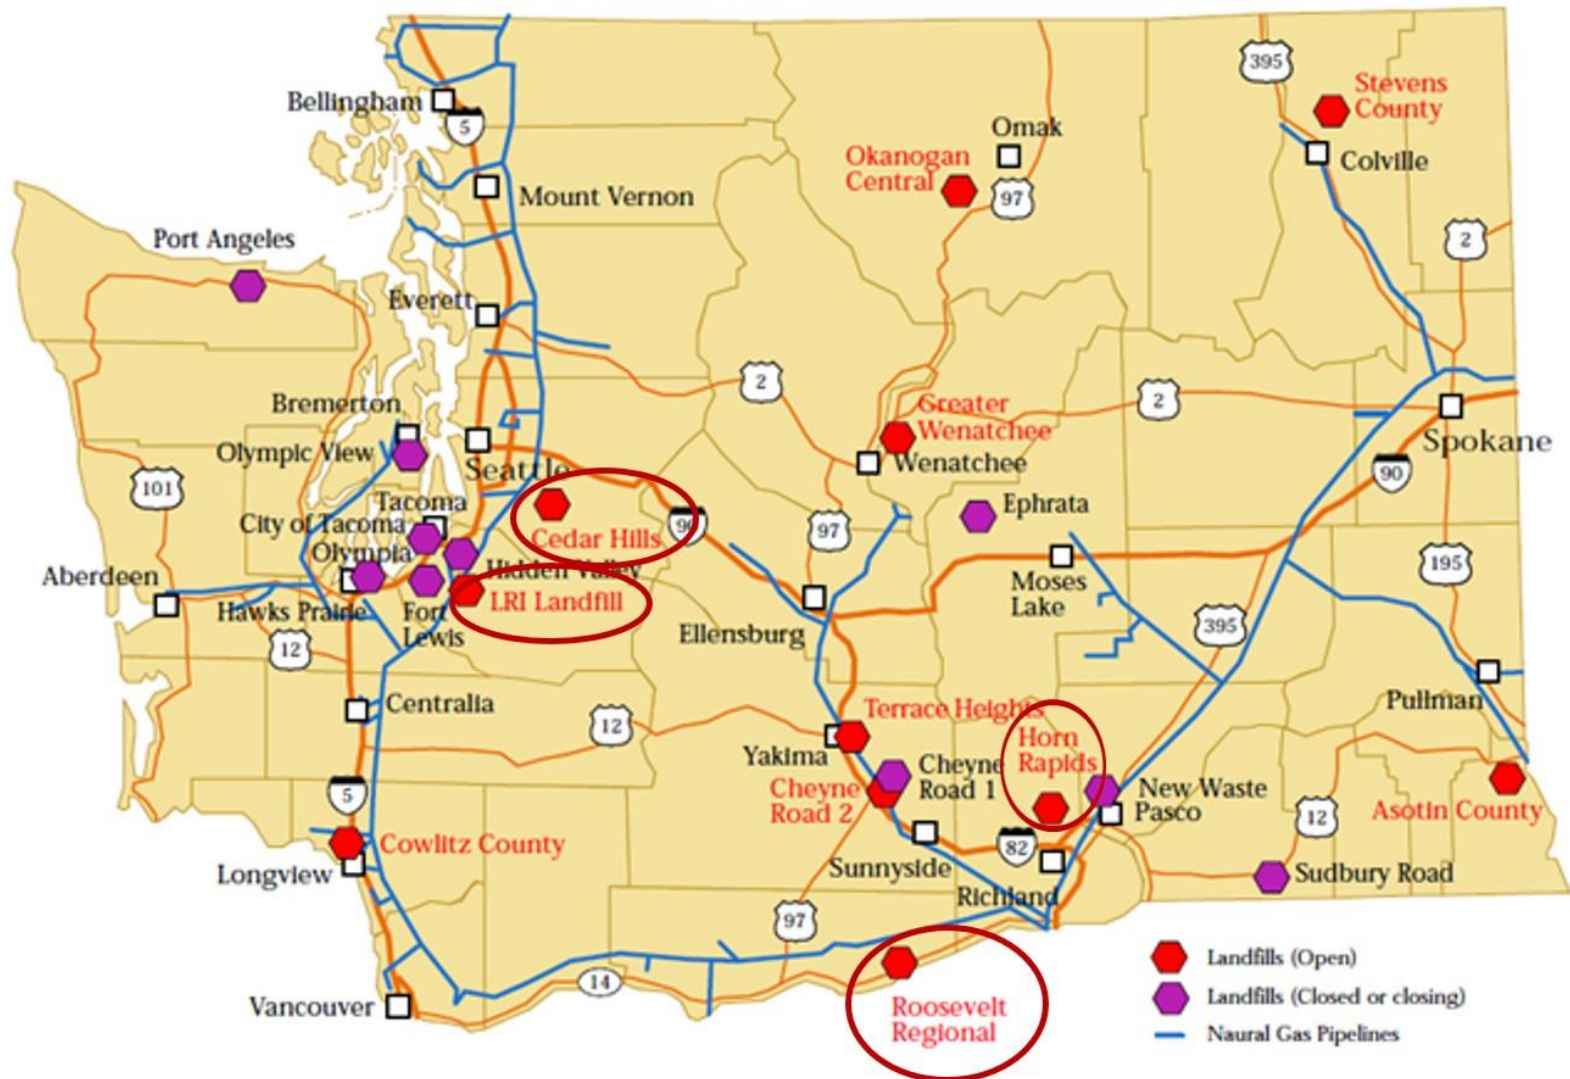 395
Stevens
County
Bellingham
5
Omak
Okanogan
Central
Colville
Mount Vernon
97
Port Angeles
2
Everett
2
Greater
Wenatchee
2
Bremerton
Olympic View
Seattle
Wenatchee
Spokane
90
101
Tacoma
City of Tacoma
Olympia
Cedar Hills
90
97
Ephrata
Aberdeen
Hidden Valley
LRI Landfill
Hawks Prairie
Fort
Lewis
12
Ellensburg
Moses
Lake
395
195
Centralia
12
Pullman
Terrace Heights
Yakima
Horn
Rapids
Cheyne
Road 1
Cheyne
Road 2
New Waste
Pasco
Asotin County
5
Cowlitz County
Longview
Sunnyside
82
Richland
12
Sudbury Road
97
14
Vancouver
Roosevelt
Regional
Landfills (Open)
Landfills (Closed or closing)
Naural Gas Pipelines